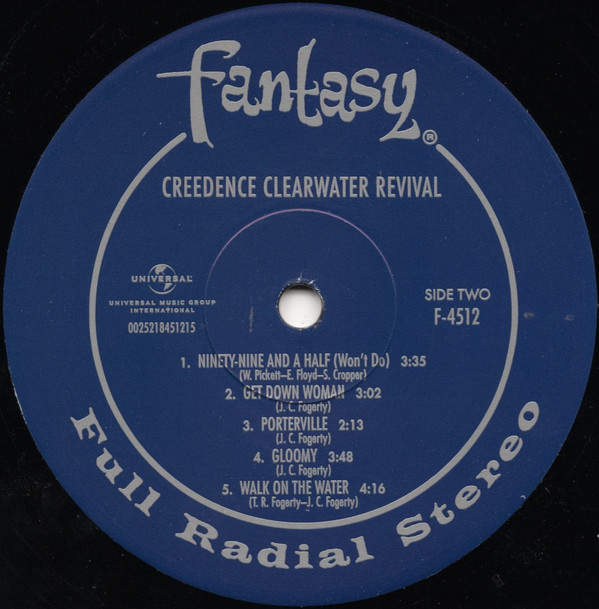 fantasy®
CREEDENCE CLEARWATER REVIVAL
UNIVERSAL
UNIVERSAL MUSIC GROUP
INTERNATIONAL
0025218451215
SIDE TWO
F-4512
1. NINETY-NINE AND A HALF (Won't Do) 3:35
(W. Pickett–E. Floyd–S. Cropper)
2. GET DOWN WOMAN 3:02
(J. C. Fogerty)
3. PORTERVILLE 2:13
(J. C. Fogerty)
4. GLOOMY 3:48
(J. C. Fogerty)
5. WALK ON THE WATER 4:16
(T. R. Fogerty–J. C. Fogerty)
Full Radial Stereo